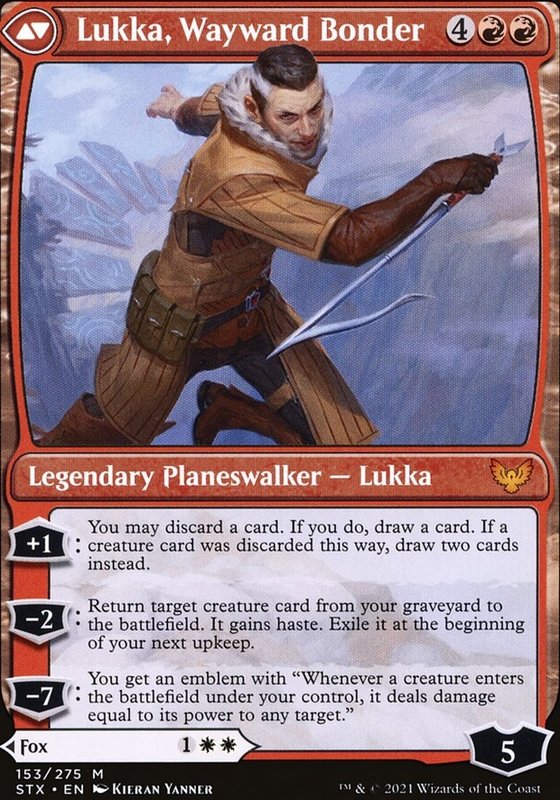 Lukka, Wayward Bonder 4
Legendary Planeswalker — Lukka
+1 : You may discard a card. If you do, draw a card. If a
creature card was discarded this way, draw two cards
instead.
-2 : Return target creature card from your graveyard to
the battlefield. It gains haste. Exile it at the beginning
of your next upkeep.
-7 : You get an emblem with “Whenever a creature enters
the battlefield under your control, it deals damage
equal to its power to any target.”
Fox 1
5
153/275 M
STX • EN Kieran Yanner
™ & © 2021 Wizards of the Coast